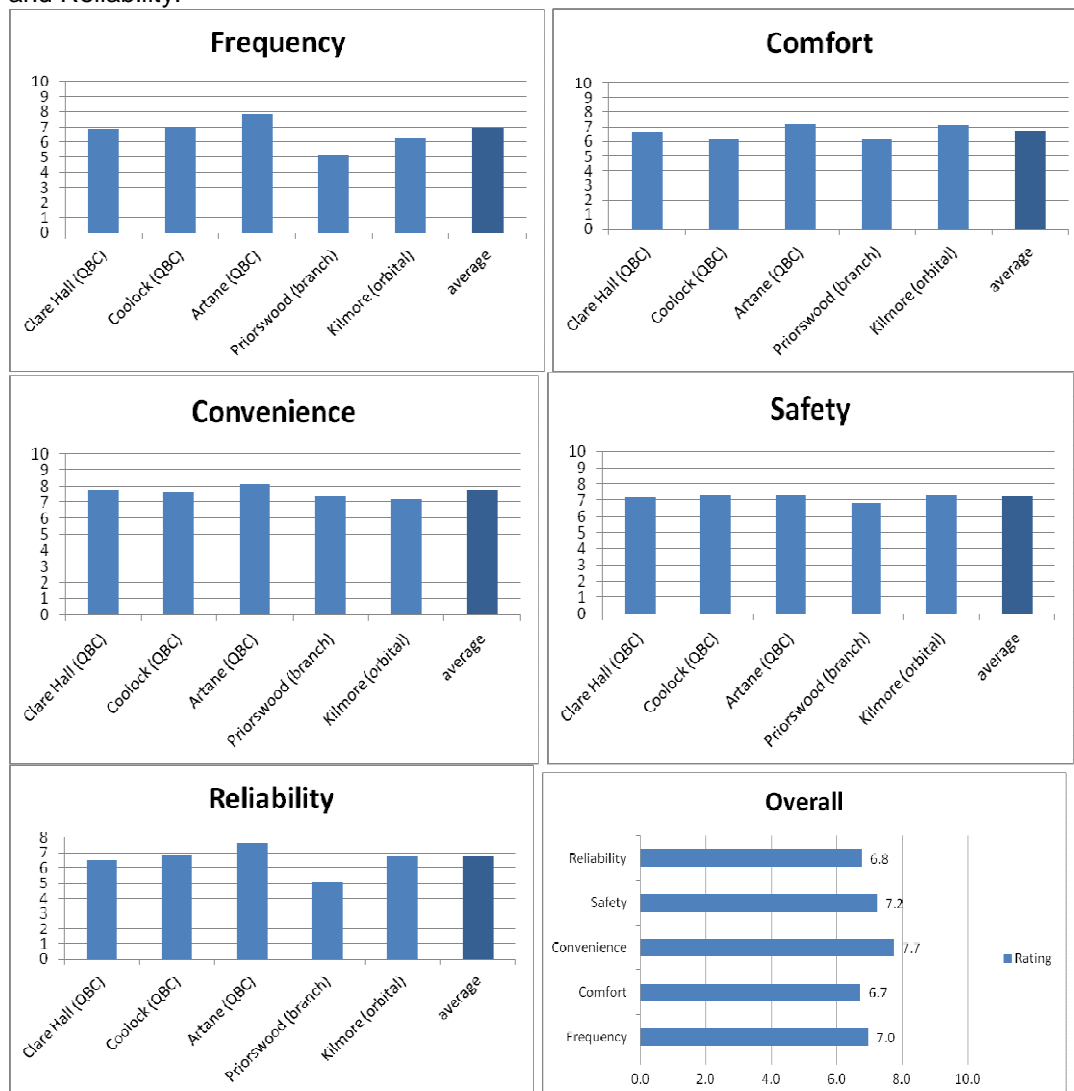 and Reliability.
Frequency
10
9
8
7
6
5
4
3
2
1
0
Clare Hall (QBC)
Coolock (QBC)
Artane (QBC)
Priorswood (branch)
Kilmore (orbital)
average
Comfort
10
9
8
7
6
5
4
3
2
1
0
Clare Hall (QBC)
Coolock (QBC)
Artane (QBC)
Priorswood (branch)
Kilmore (orbital)
average
Convenience
10
9
8
7
6
5
4
3
2
1
0
Clare Hall (QBC)
Coolock (QBC)
Artane (QBC)
Priorswood (branch)
Kilmore (orbital)
average
Safety
10
9
8
7
6
5
4
3
2
1
0
Clare Hall (QBC)
Coolock (QBC)
Artane (QBC)
Priorswood (branch)
Kilmore (orbital)
average
Reliability
8
7
6
5
4
3
2
1
0
Clare Hall (QBC)
Coolock (QBC)
Artane (QBC)
Priorswood (branch)
Kilmore (orbital)
average
Overall
Reliability 6.8
Safety 7.2
Convenience 7.7
Comfort 6.7
Frequency 7.0
Rating
0.0 2.0 4.0 6.0 8.0 10.0